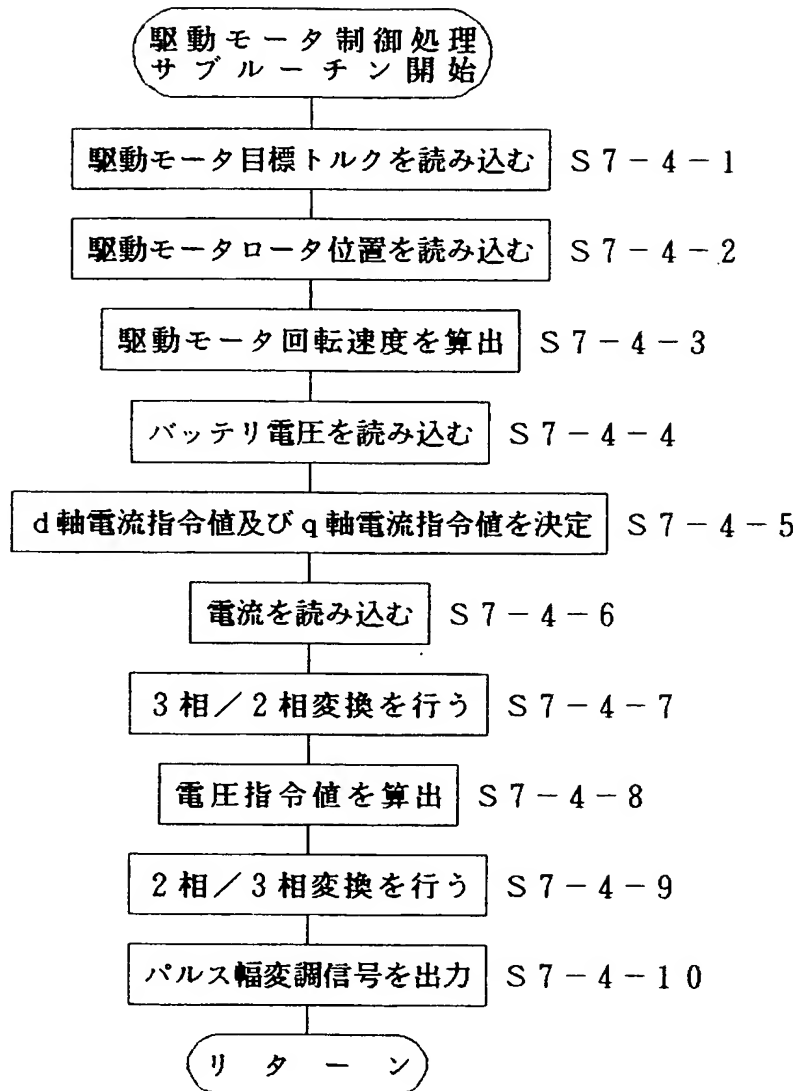 駆動モータ制御処理
サブルーチン開始
駆動モータ目標トルクを読み込む S7-4-1
駆動モータロータ位置を読み込む S7-4-2
駆動モータ回転速度を算出 S7-4-3
バッテリ電圧を読み込む S7-4-4
d軸電流指令値及びq軸電流指令値を決定 S7-4-5
電流を読み込む S7-4-6
3相/2相変換を行う S7-4-7
電圧指令値を算出 S7-4-8
2相/3相変換を行う S7-4-9
パルス幅変調信号を出力 S7-4-10
リターン